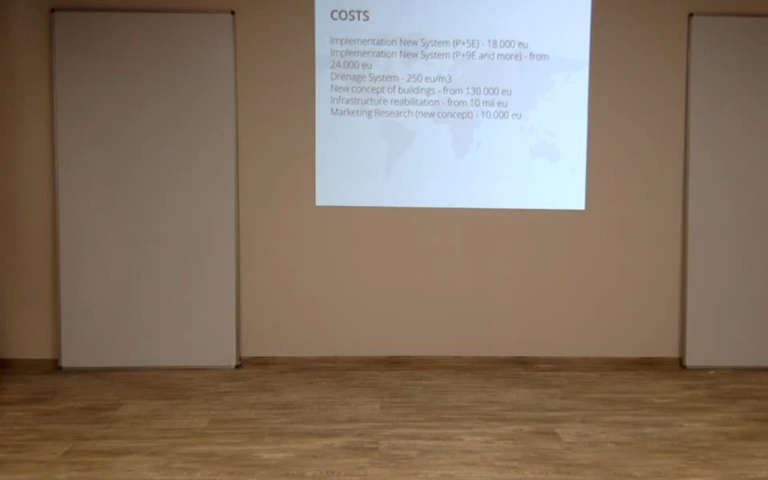 COSTS
Implementation New System (P+5E) - 18.000 eu
Implementation New System (P+9E and more) - from
24.000 eu
Drenage System - 250 eu/m3
New concept of buildings - from 130.000 eu
Infrastructure reabilitation - from 10 mil eu
Marketing Research (new concept) - 10.000 eu